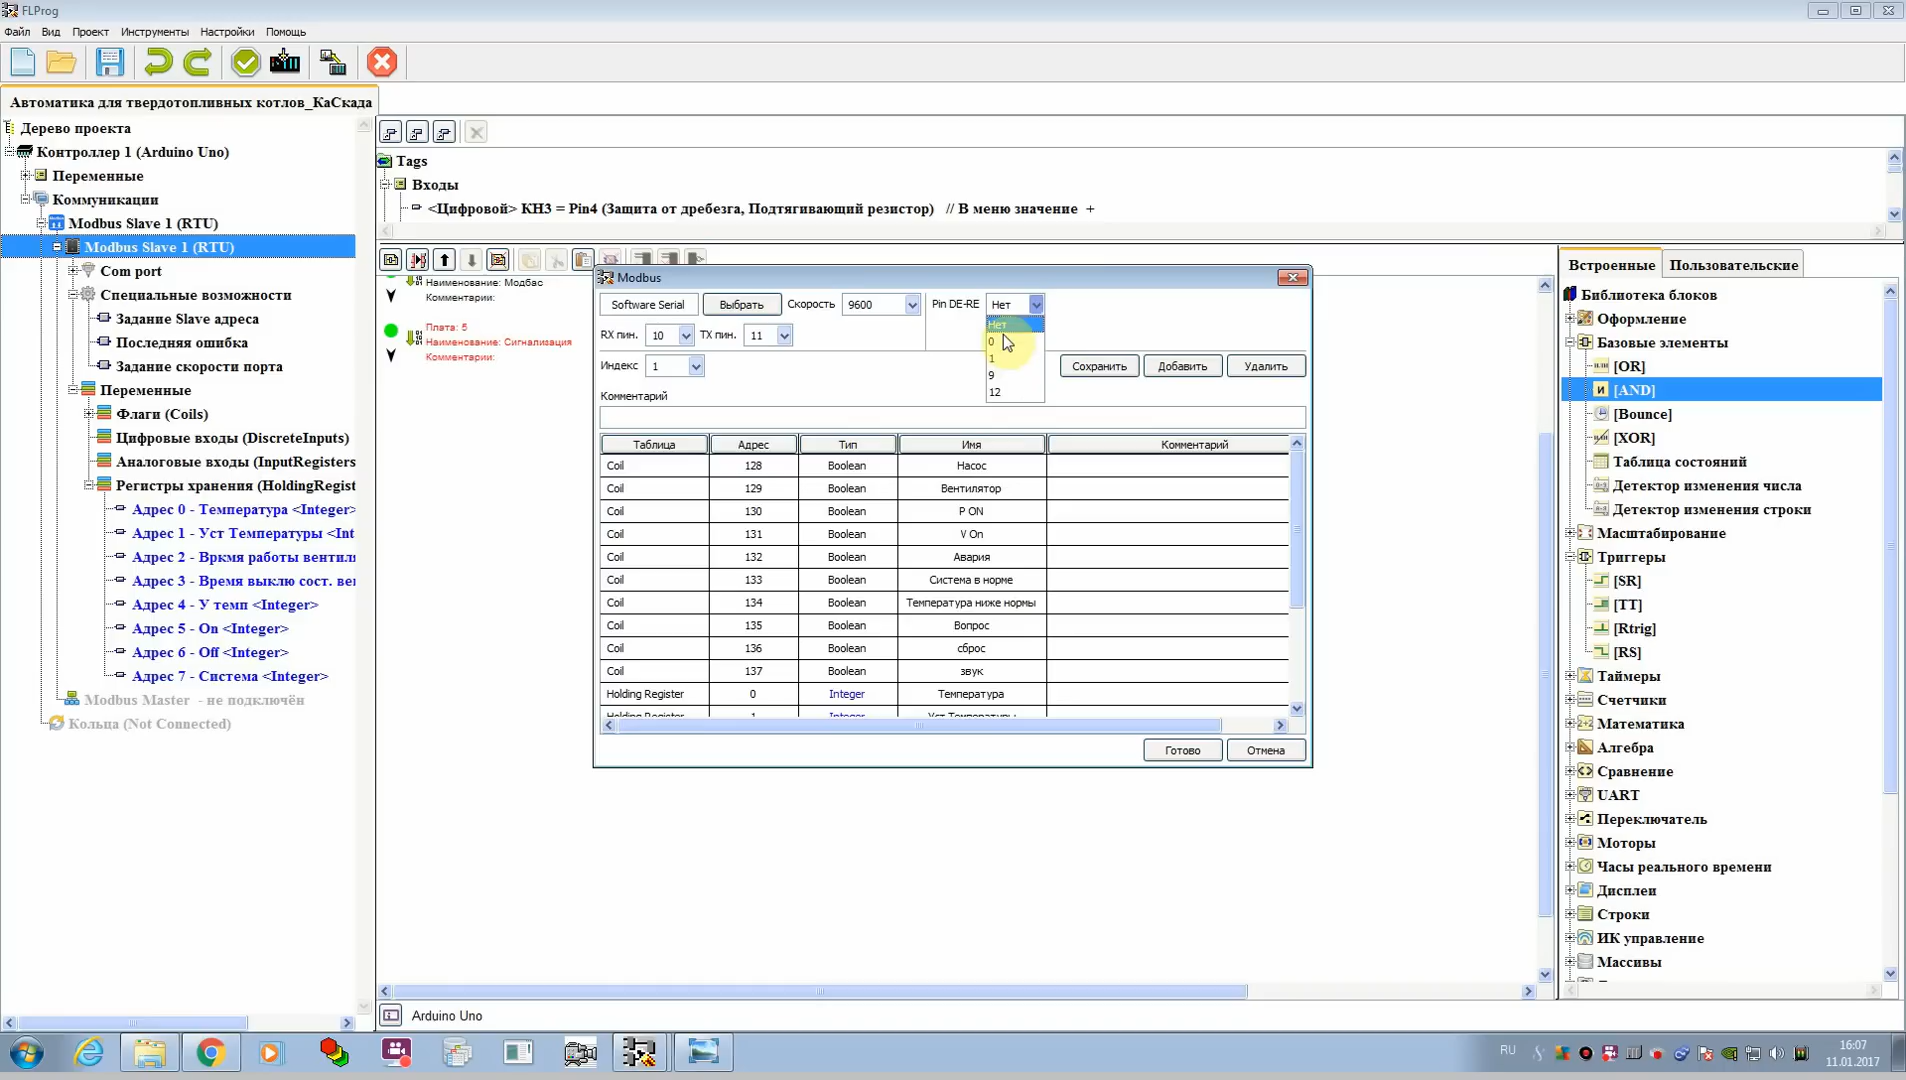 FLProg
Файл Вид Проект Инструменты Настройки Помощь
Автоматика для твердотопливных котлов_КаСкада
Дерево проекта
Контроллер 1 (Arduino Uno)
Переменные
Коммуникации
Modbus Slave 1 (RTU)
Modbus Slave 1 (RTU)
Com port
Специальные возможности
Задание Slave адреса
Последняя ошибка
Задание скорости порта
Переменные
Флаги (Coils)
Цифровые входы (DiscreteInputs)
Аналоговые входы (InputRegisters
Регистры хранения (HoldingRegist
Адрес 0 - Температура <Integer>
Адрес 1 - Уст Температуры <Int
Адрес 2 - Вркмя работы вентиля
Адрес 3 - Время выклю сост. ве
Адрес 4 - У темп <Integer>
Адрес 5 - On <Integer>
Адрес 6 - Off <Integer>
Адрес 7 - Система <Integer>
Modbus Master - не подключён
Кольца (Not Connected)
Tags
Входы
<Цифровой> КН3 = Pin4 (Защита от дребезга, Подтягивающий резистор) // В меню значение +
Наименование: Модбас
Комментарии:
Плата: 5
Наименование: Сигнализация
Комментарии:
Modbus
Software Serial Выбрать Скорость 9600 Pin DE-RE Нет
Нет
0
1
9
12
RX пин. 10 TX пин. 11
Индекс 1 Сохранить Добавить Удалить
Комментарий
Таблица Адрес Тип Имя Комментарий
Coil 128 Boolean Насос
Coil 129 Boolean Вентилятор
Coil 130 Boolean P ON
Coil 131 Boolean V On
Coil 132 Boolean Авария
Coil 133 Boolean Система в норме
Coil 134 Boolean Температура ниже нормы
Coil 135 Boolean Вопрос
Coil 136 Boolean сброс
Coil 137 Boolean звук
Holding Register 0 Integer Температура
Holding Register 1 Integer Уст Температуры
Готово Отмена
Встроенные Пользовательские
Библиотека блоков
Оформление
Базовые элементы
[OR]
[AND]
[Bounce]
[XOR]
Таблица состояний
Детектор изменения числа
Детектор изменения строки
Масштабирование
Триггеры
[SR]
[TT]
[Rtrig]
[RS]
Таймеры
Счетчики
Математика
Алгебра
Сравнение
UART
Переключатель
Моторы
Часы реального времени
Дисплеи
Строки
ИК управление
Массивы
Arduino Uno
RU
16:07
11.01.2017